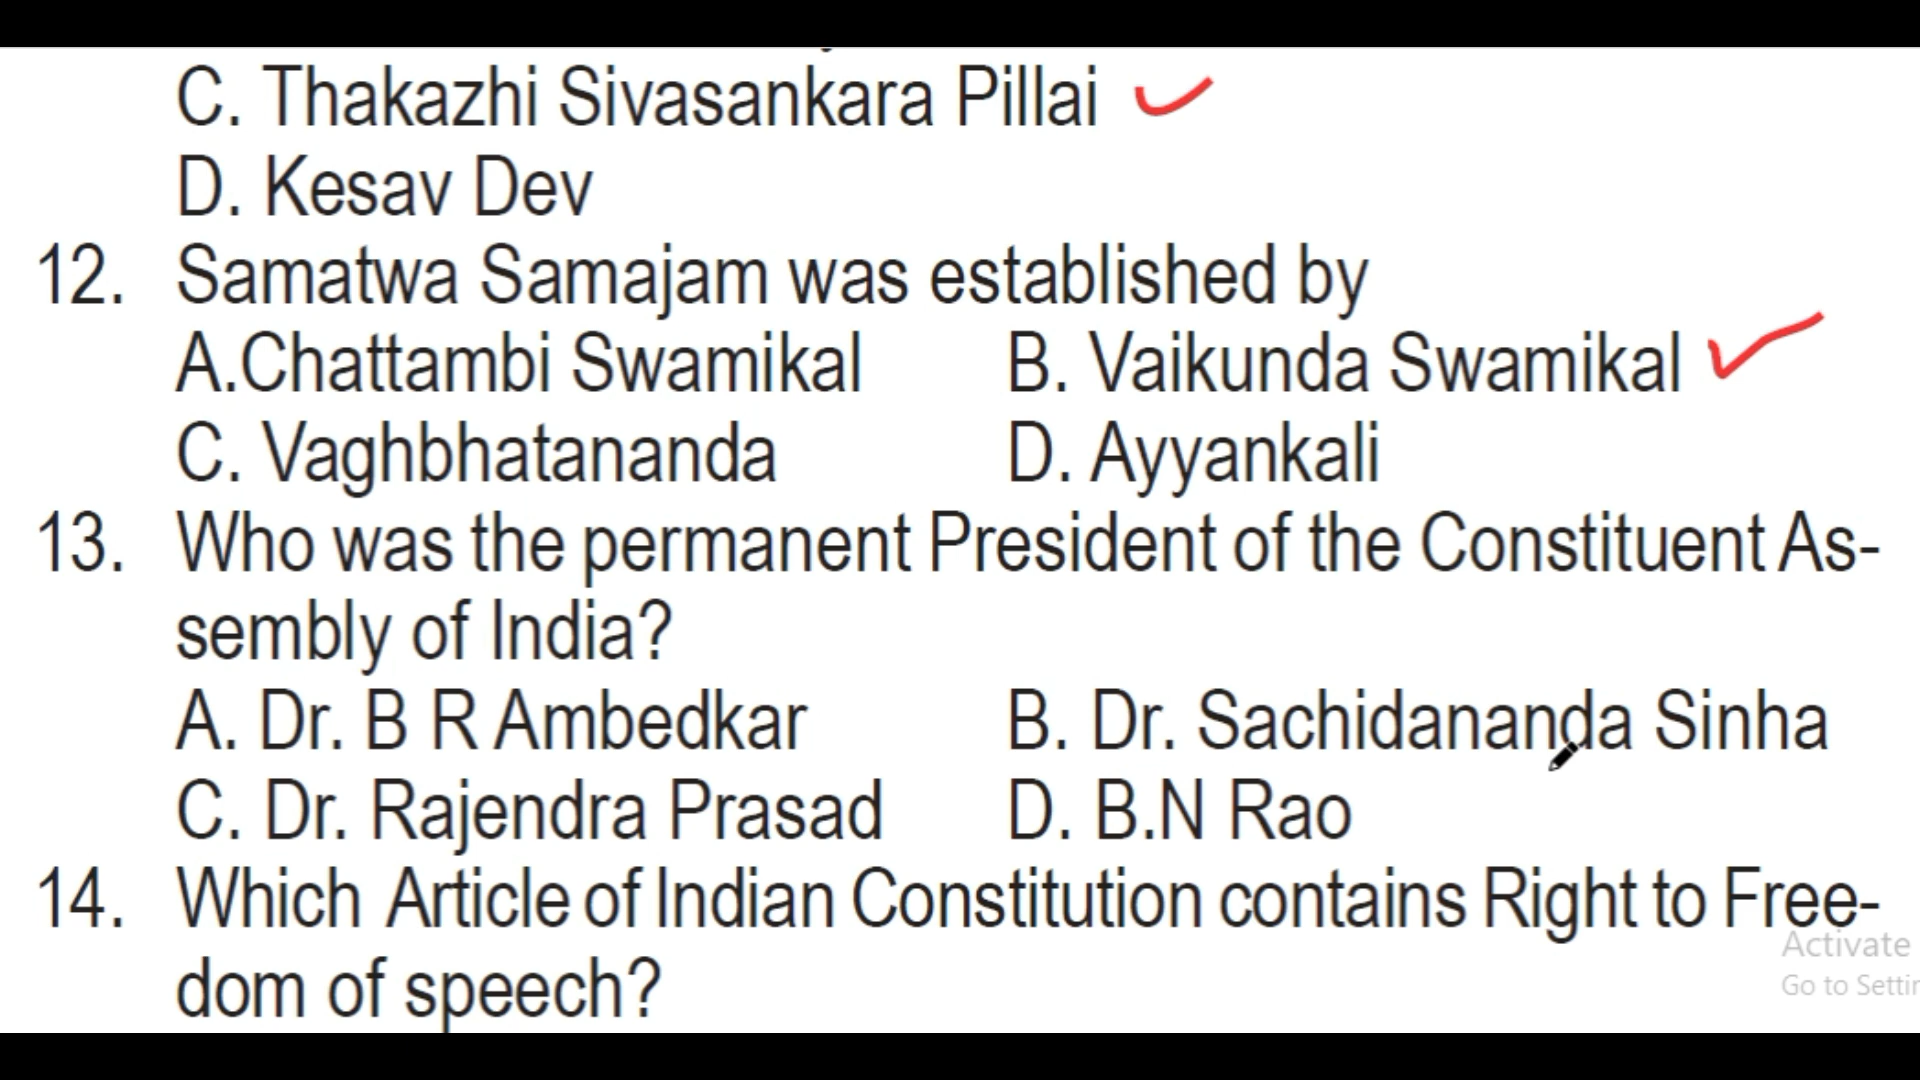 C. Thakazhi Sivasankara Pillai
D. Kesav Dev
12. Samatwa Samajam was established by
A.Chattambi Swamikal B. Vaikunda Swamikal
C. Vaghbhatananda D. Ayyankali
13. Who was the permanent President of the Constituent As-
sembly of India?
A. Dr. B R Ambedkar B. Dr. Sachidananda Sinha
C. Dr. Rajendra Prasad D. B.N Rao
14. Which Article of Indian Constitution contains Right to Free-
dom of speech?
Activate
Go to Settin